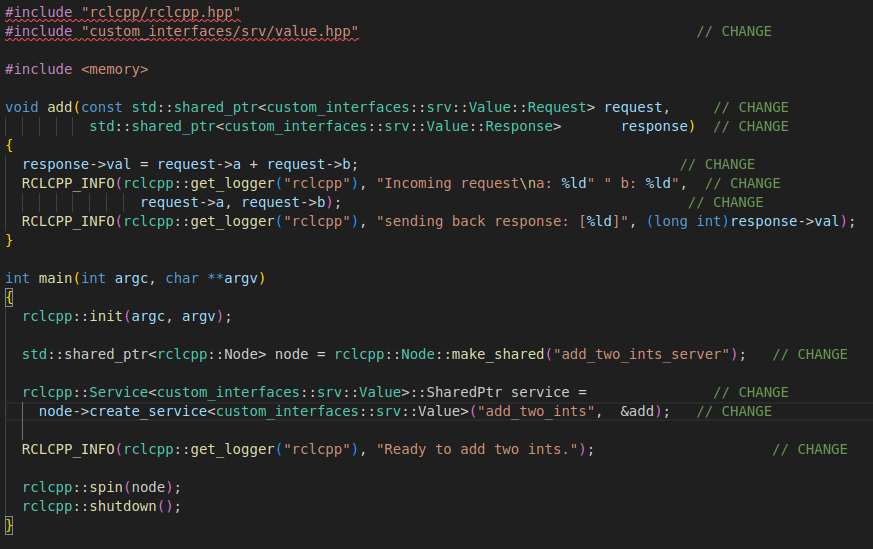 #include "rclcpp/rclcpp.hpp"
#include "custom_interfaces/srv/value.hpp"                                        // CHANGE

#include <memory>

void add(const std::shared_ptr<custom_interfaces::srv::Value::Request> request,     // CHANGE
          std::shared_ptr<custom_interfaces::srv::Value::Response>       response)  // CHANGE
{
  response->val = request->a + request->b;                                      // CHANGE
  RCLCPP_INFO(rclcpp::get_logger("rclcpp"), "Incoming request\na: %ld" " b: %ld",  // CHANGE
                request->a, request->b);                                         // CHANGE
  RCLCPP_INFO(rclcpp::get_logger("rclcpp"), "sending back response: [%ld]", (long int)response->val);
}

int main(int argc, char **argv)
{
  rclcpp::init(argc, argv);

  std::shared_ptr<rclcpp::Node> node = rclcpp::Node::make_shared("add_two_ints_server");   // CHANGE

  rclcpp::Service<custom_interfaces::srv::Value>::SharedPtr service =               // CHANGE
    node->create_service<custom_interfaces::srv::Value>("add_two_ints",  &add);   // CHANGE

  RCLCPP_INFO(rclcpp::get_logger("rclcpp"), "Ready to add two ints.");                     // CHANGE

  rclcpp::spin(node);
  rclcpp::shutdown();
}